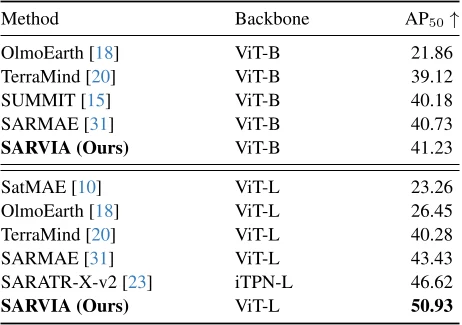 Method Backbone AP50 ↑
OlmoEarth [18] ViT-B 21.86
TerraMind [20] ViT-B 39.12
SUMMIT [15] ViT-B 40.18
SARMAE [31] ViT-B 40.73
SARVIA (Ours) ViT-B 41.23
SatMAE [10] ViT-L 23.26
OlmoEarth [18] ViT-L 26.45
TerraMind [20] ViT-L 40.28
SARMAE [31] ViT-L 43.43
SARATR-X-v2 [23] iTPN-L 46.62
SARVIA (Ours) ViT-L 50.93